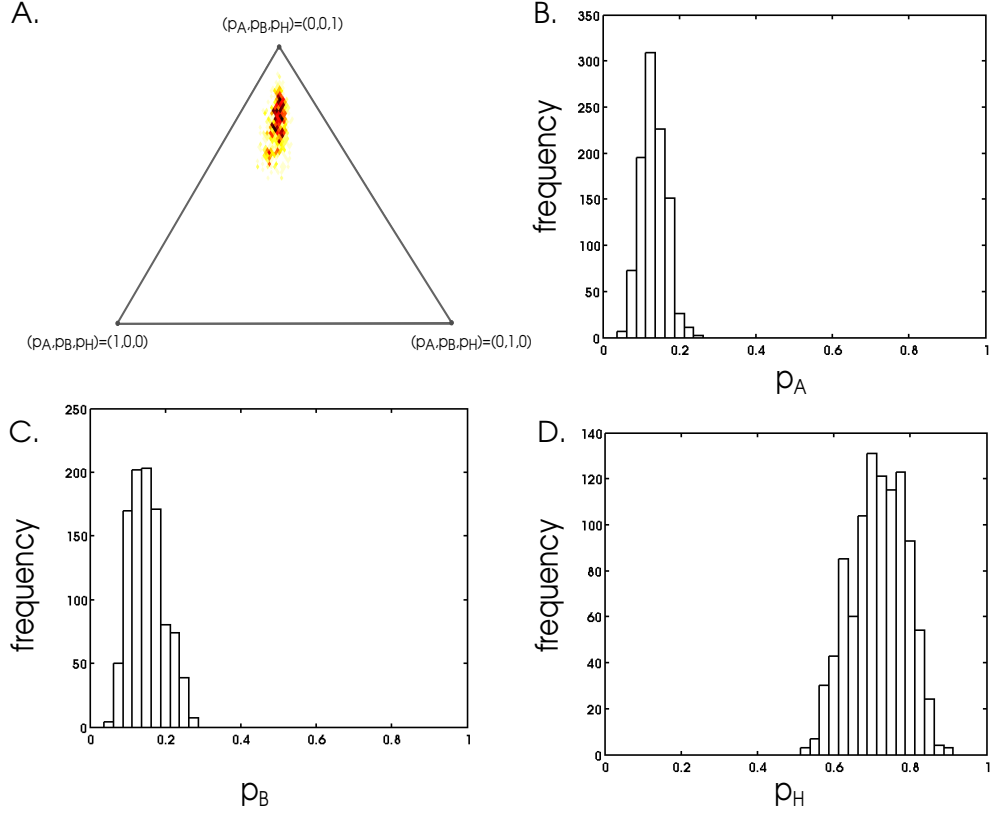 A.
(pA,pB,pH)=(0,0,1)
(pA,pB,pH)=(1,0,0)
(pA,pB,pH)=(0,1,0)
B.
350
300
250
200
150
100
50
0
frequency
0 0.2 0.4 0.6 0.8 1
pA
C.
250
200
150
100
50
0
frequency
0 0.2 0.4 0.6 0.8 1
pB
D.
140
120
100
80
60
40
20
0
frequency
0 0.2 0.4 0.6 0.8 1
pH